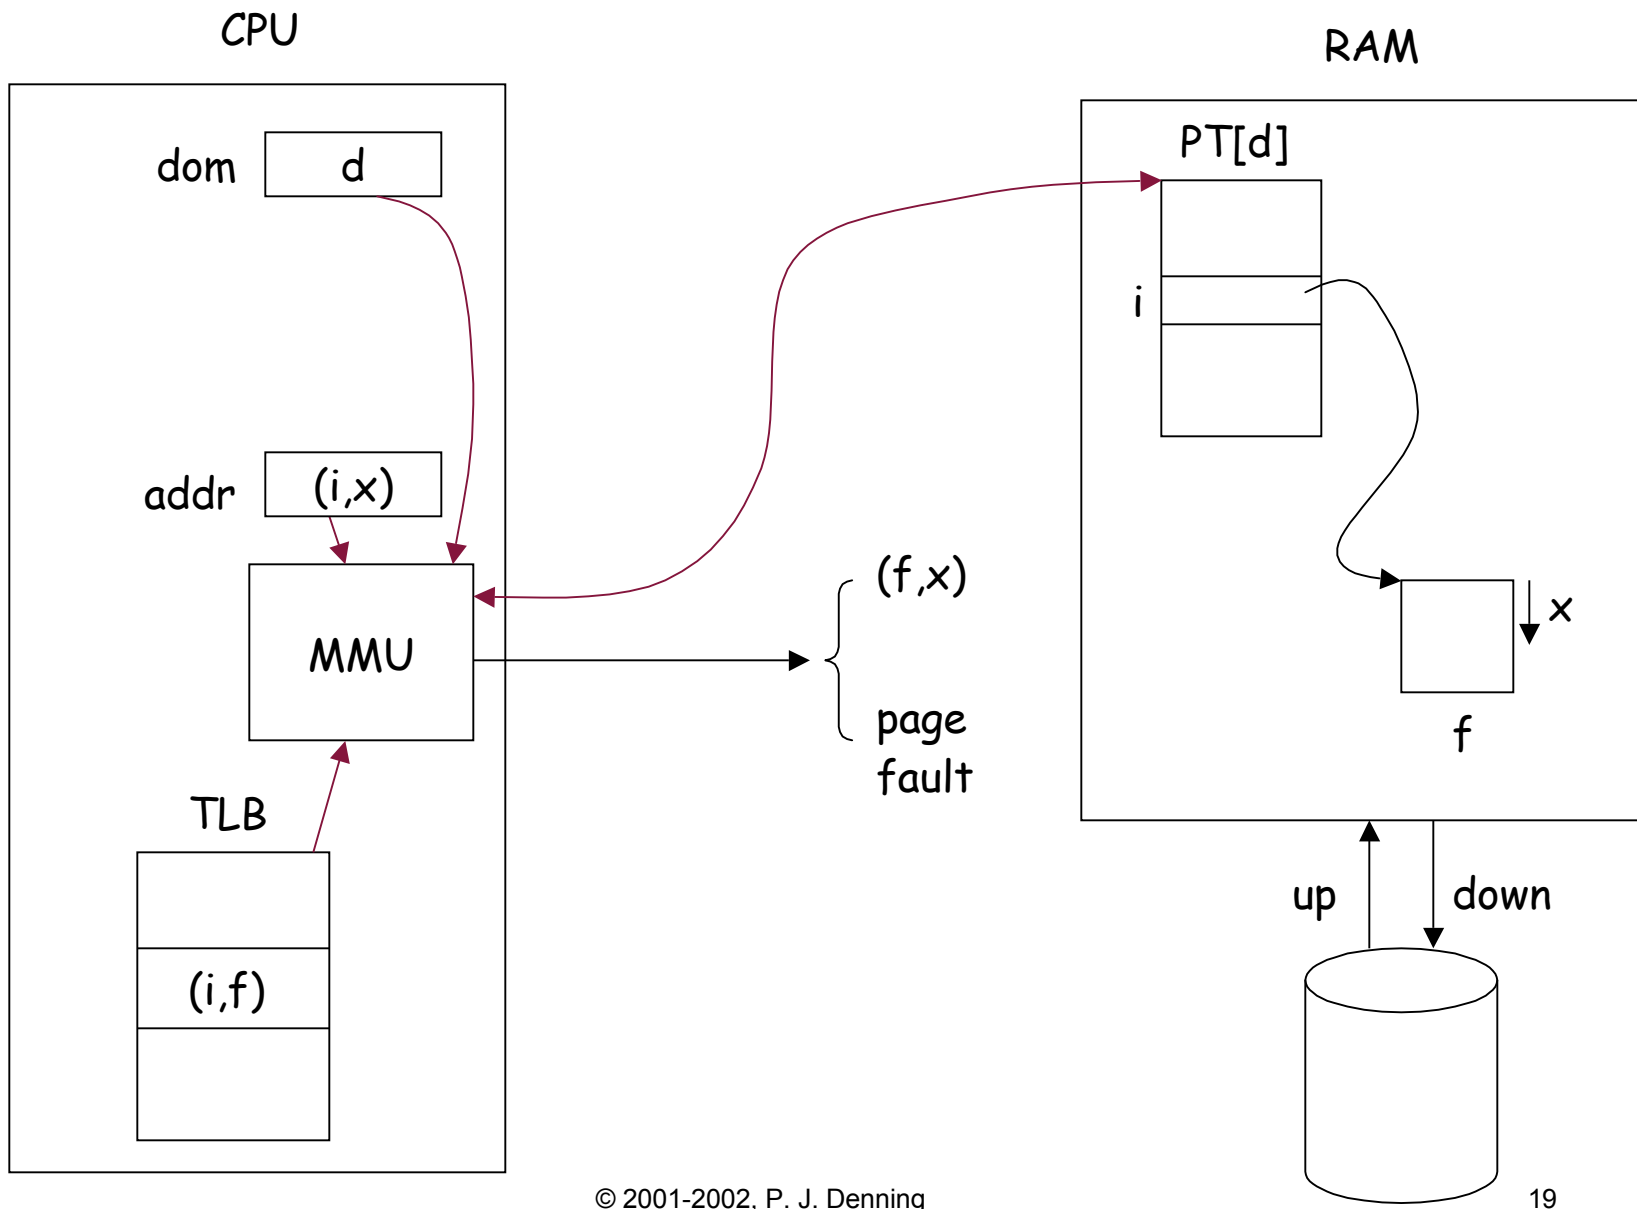 CPU
RAM
dom
d
PT[d]
i
addr
(i,x)
(f,x)
MMU
x
page
fault
f
TLB
up
down
(i,f)
© 2001-2002, P. J. Denning
19